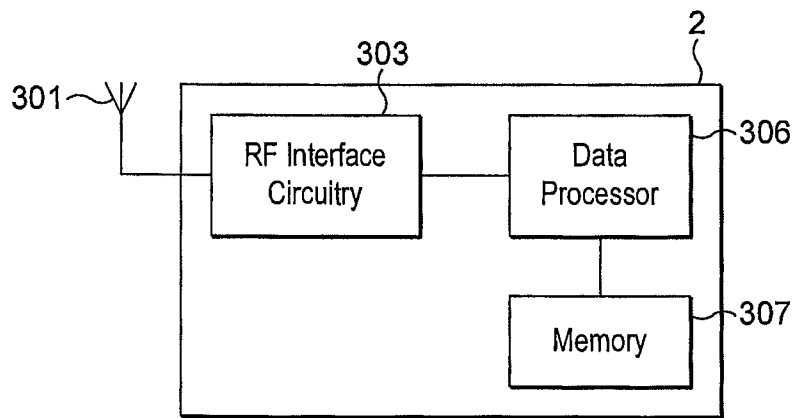 2
303
301
RF Interface
Circuitry
Data
Processor
306
Memory
307